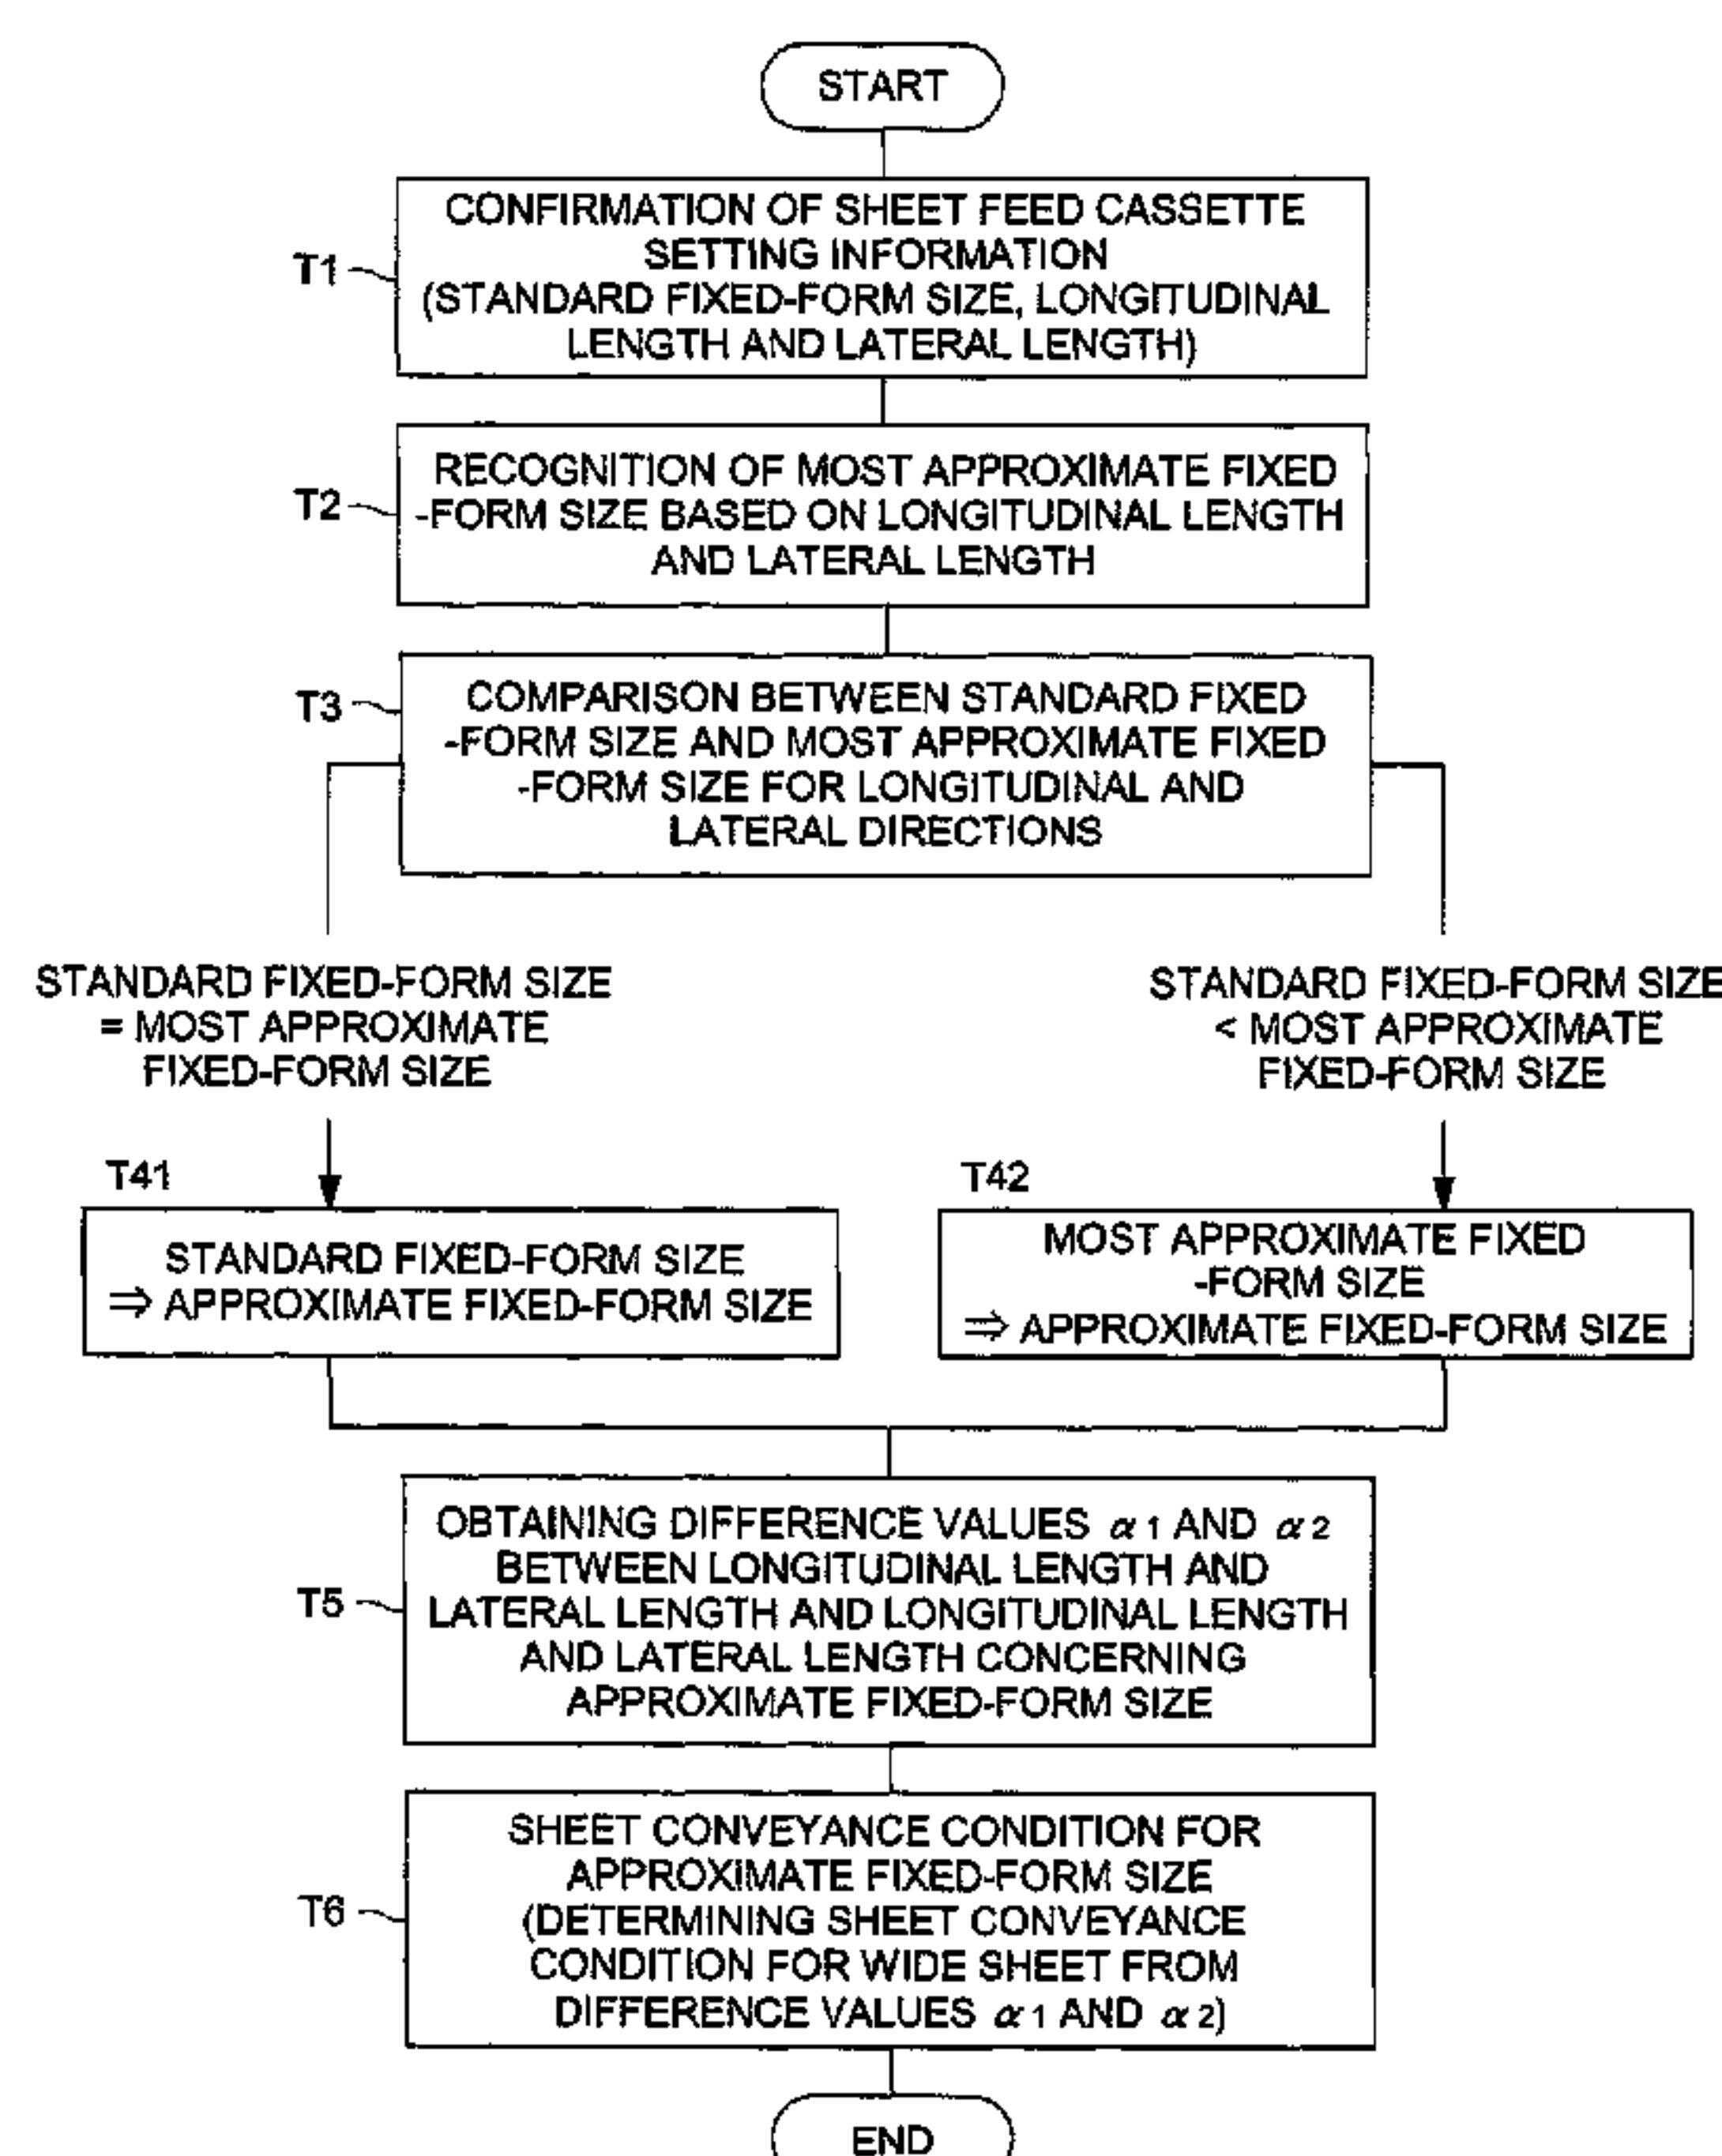 START
T1
CONFIRMATION OF SHEET FEED CASSETTE
SETTING INFORMATION
(STANDARD FIXED-FORM SIZE, LONGITUDINAL
LENGTH AND LATERAL LENGTH)
T2
RECOGNITION OF MOST APPROXIMATE FIXED
-FORM SIZE BASED ON LONGITUDINAL LENGTH
AND LATERAL LENGTH
T3
COMPARISON BETWEEN STANDARD FIXED
-FORM SIZE AND MOST APPROXIMATE FIXED
-FORM SIZE FOR LONGITUDINAL AND
LATERAL DIRECTIONS
STANDARD FIXED-FORM SIZE
= MOST APPROXIMATE
FIXED-FORM SIZE
STANDARD FIXED-FORM SIZE
< MOST APPROXIMATE
FIXED-FORM SIZE
T41
STANDARD FIXED-FORM SIZE
⇒ APPROXIMATE FIXED-FORM SIZE
T42
MOST APPROXIMATE FIXED
-FORM SIZE
⇒ APPROXIMATE FIXED-FORM SIZE
T5
OBTAINING DIFFERENCE VALUES α1 AND α2
BETWEEN LONGITUDINAL LENGTH AND
LATERAL LENGTH AND LONGITUDINAL LENGTH
AND LATERAL LENGTH CONCERNING
APPROXIMATE FIXED-FORM SIZE
T6
SHEET CONVEYANCE CONDITION FOR
APPROXIMATE FIXED-FORM SIZE
(DETERMINING SHEET CONVEYANCE
CONDITION FOR WIDE SHEET FROM
DIFFERENCE VALUES α1 AND α2)
END